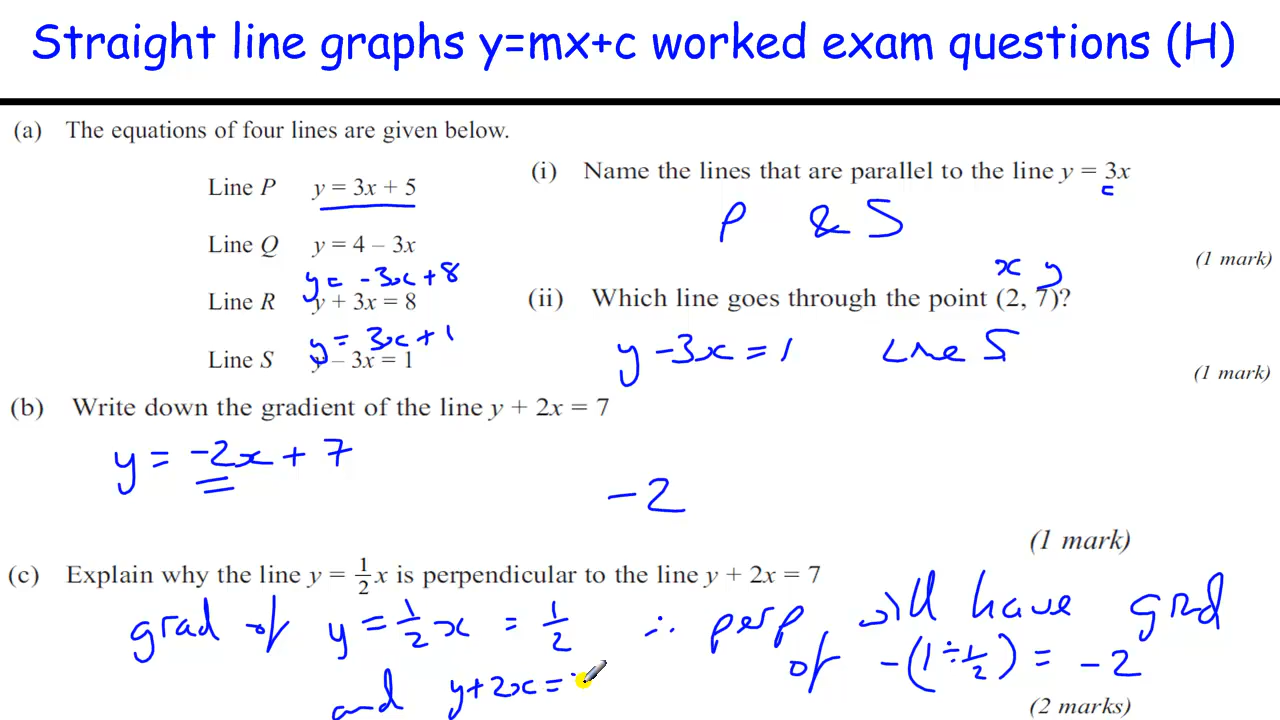 Straight line graphs y=mx+c worked exam questions (H)
(a) The equations of four lines are given below.
Line P y = 3x + 5
Line Q y = 4 – 3x
y = -3x + 8
Line R y + 3x = 8
y = 3x + 1
Line S y – 3x = 1
(i) Name the lines that are parallel to the line y = 3x
P & S
(1 mark)
x y
(ii) Which line goes through the point (2, 7)?
y - 3x = 1 Line S
(1 mark)
(b) Write down the gradient of the line y + 2x = 7
y = -2x + 7
-2
(1 mark)
(c) Explain why the line y = 1/2 x is perpendicular to the line y + 2x = 7
grad of y = 1/2 x = 1/2 ∴ perp will have grad
of -(1 ÷ 1/2) = -2
and y + 2x =
(2 marks)